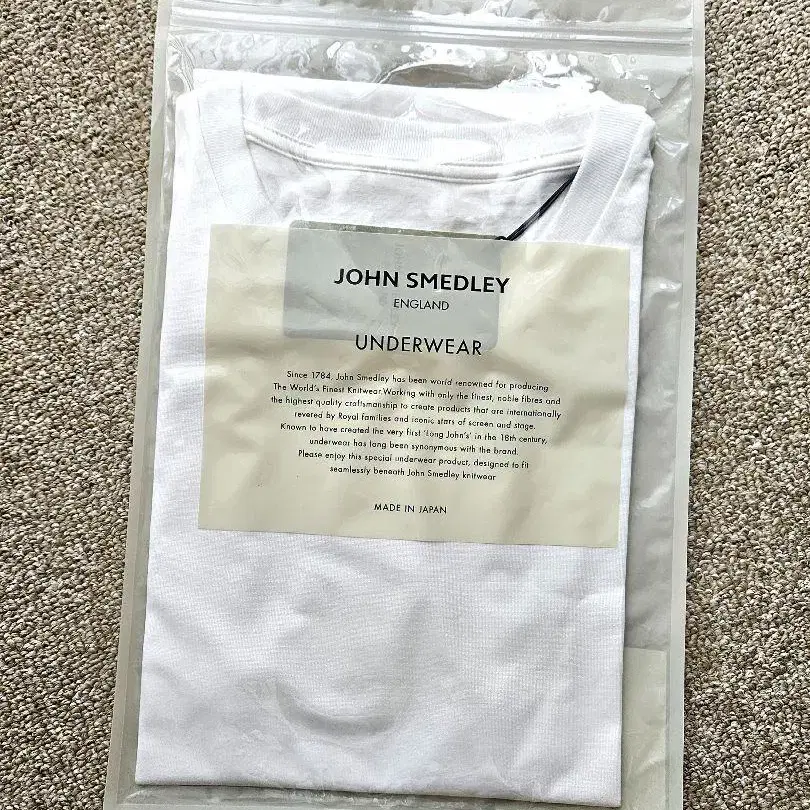 JOHN SMEDLEY
ENGLAND
UNDERWEAR
Since 1784, John Smedley has been world renowned for producing
The World's Finest Knitwear.Working with only the finest, noble fibres and
the highest quality craftsmanship to create products that are internationally
revered by Royal families and iconic stars of screen and stage.
Known to have created the very first 'Long John's' in the 18th century,
underwear has long been synonymous with the brand.
Please enjoy this special underwear product, designed to fit
seamlessly beneath John Smedley knitwear
MADE IN JAPAN